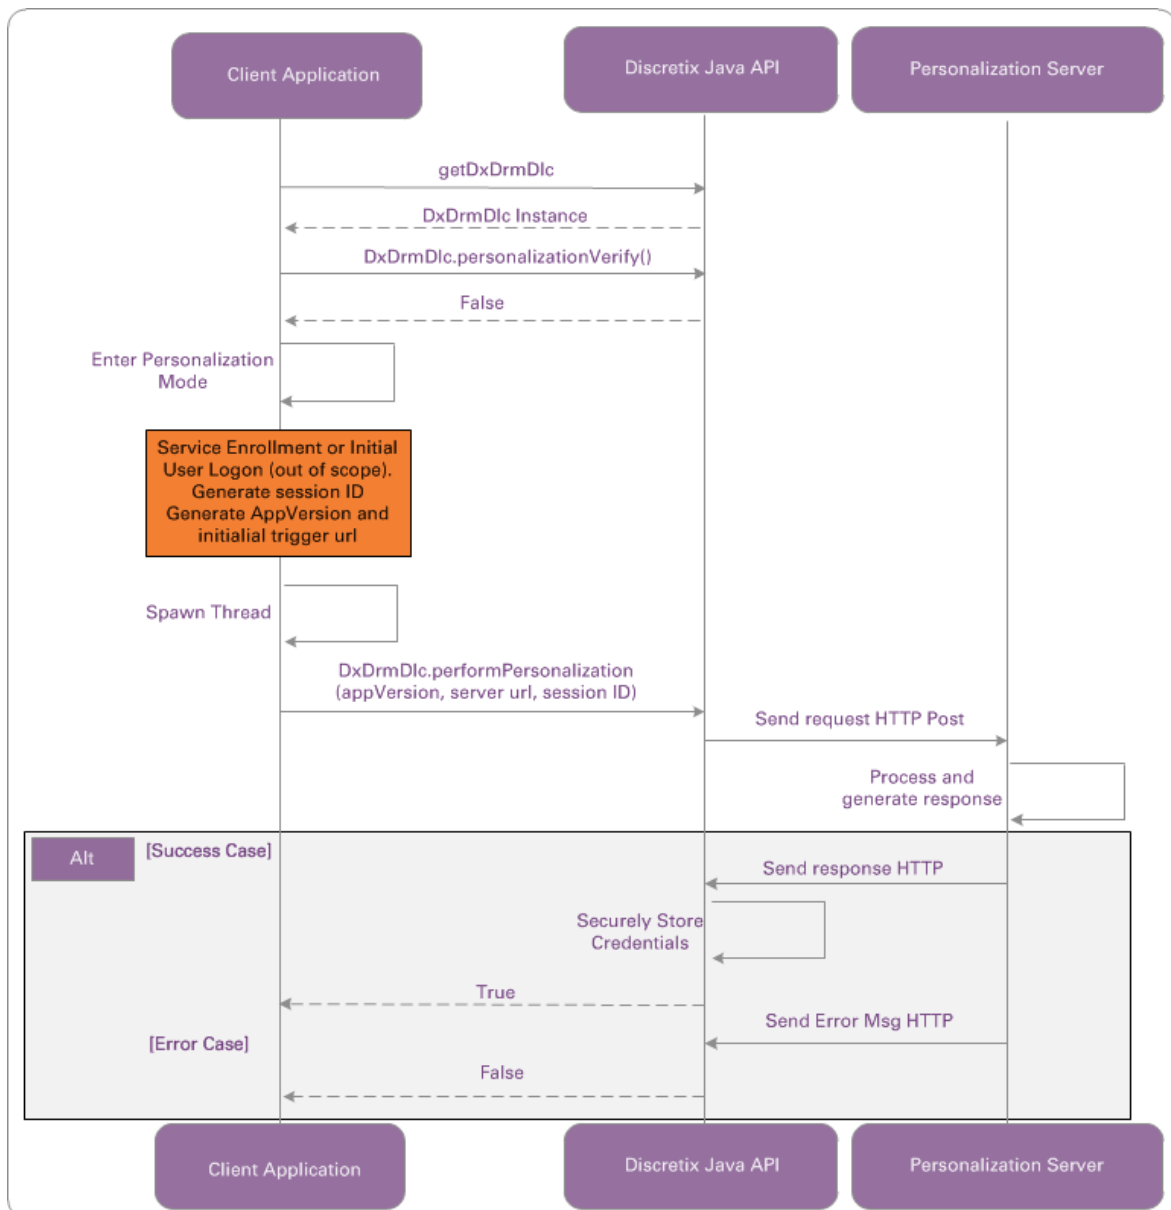 Client Application
Discretix Java API
Personalization Server
getDxDrmDlc
DxDrmDlc Instance
DxDrmDlc.personalizationVerify()
False
Enter Personalization
Mode
Service Enrollment or Initial
User Logon (out of scope).
Generate session ID
Generate AppVersion and
initialial trigger url
Spawn Thread
DxDrmDlc.performPersonalization
(appVersion, server url, session ID)
Send request HTTP Post
Process and
generate response
Alt
[Success Case]
Send response HTTP
Securely Store
Credentials
True
Send Error Msg HTTP
[Error Case]
False
Client Application
Discretix Java API
Personalization Server